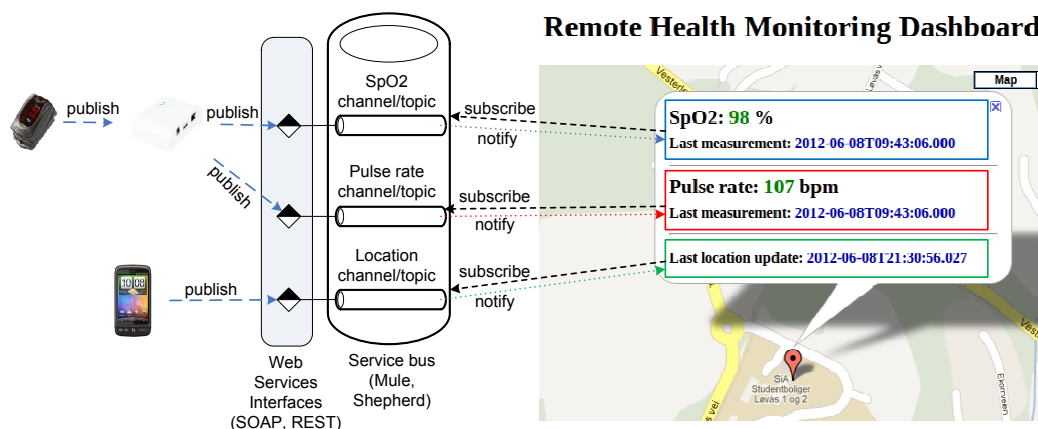 Remote Health Monitoring Dashboard
publish
publish
publish
publish
SpO2
channel/topic
Pulse rate
channel/topic
Location
channel/topic
subscribe
notify
subscribe
notify
subscribe
notify
Web
Services
Interfaces
(SOAP, REST)
Service bus
(Mule,
Shepherd)
Map
SpO2: 98 %
Last measurement: 2012-06-08T09:43:06.000
Pulse rate: 107 bpm
Last measurement: 2012-06-08T09:43:06.000
Last location update: 2012-06-08T21:30:56.027
SiA
Studentboliger
Løvås 1 og 2
Ekornveien
s vei